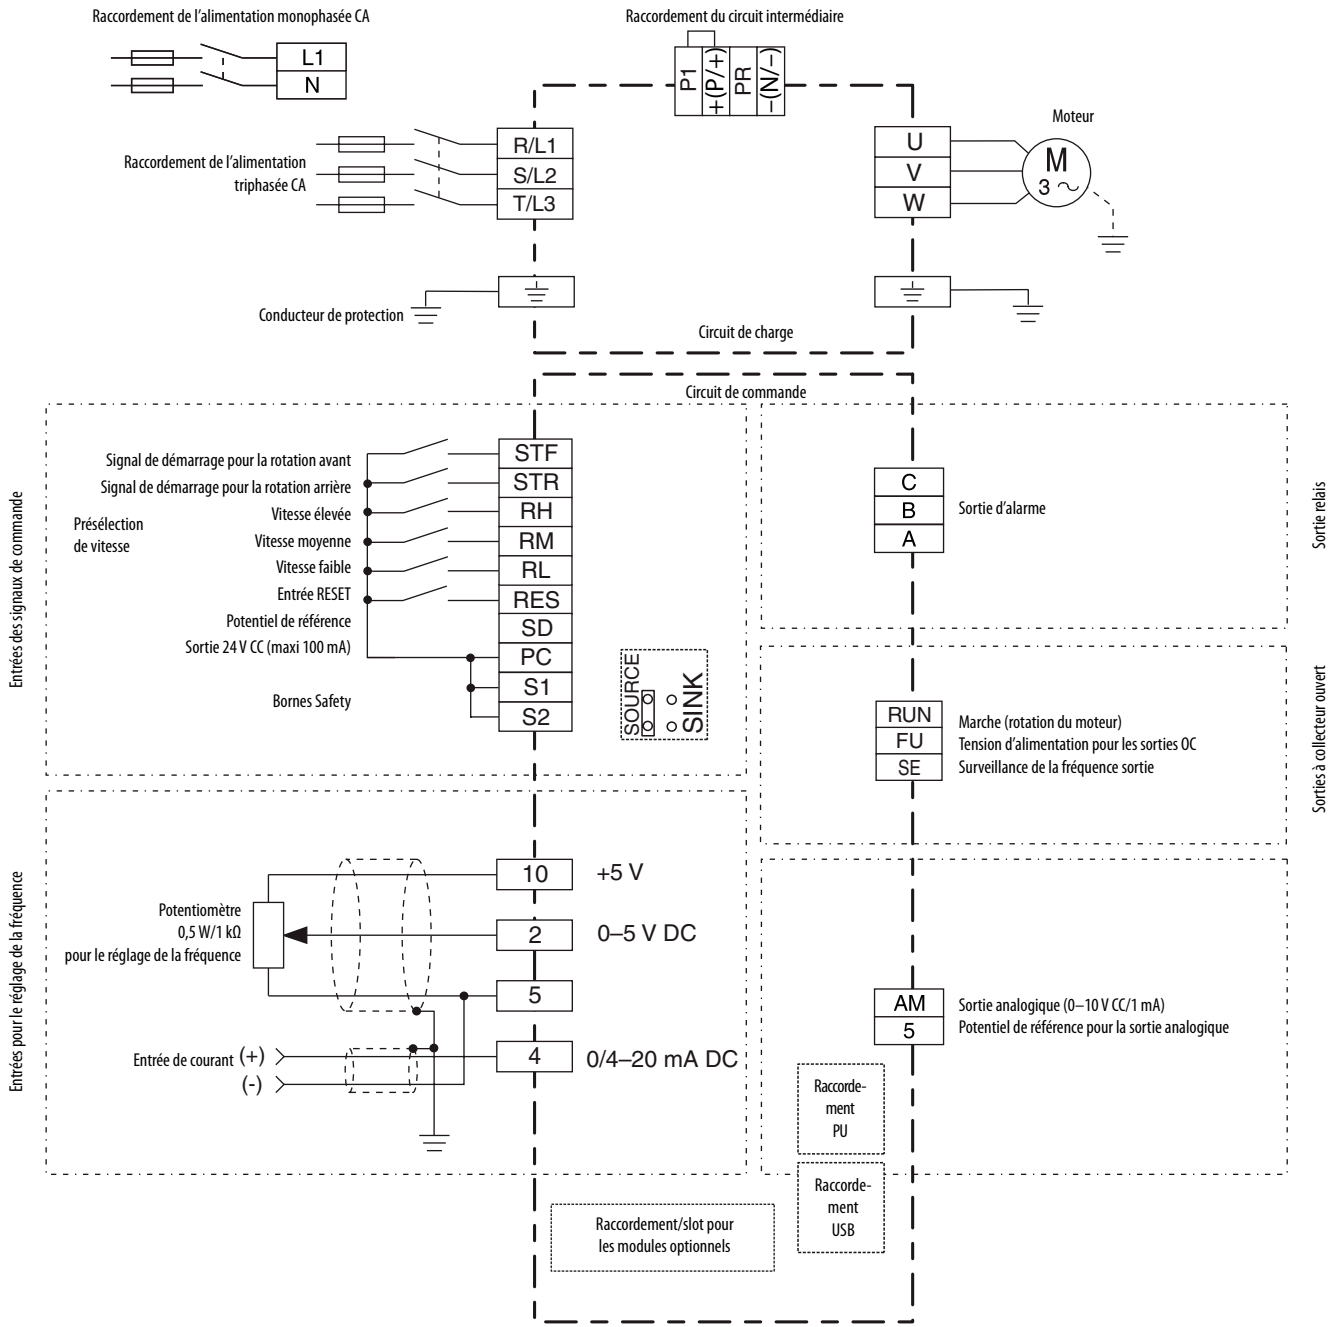 Raccordement de l'alimentation monophasée CA
L1
N
Raccordement du circuit intermédiaire
P1
+(P/+)
PR
–(N/–)
Raccordement de l'alimentation
triphasée CA
R/L1
S/L2
T/L3
U
V
W
Moteur
M
3 ~
Conducteur de protection
Circuit de charge
Circuit de commande
Entrées des signaux de commande
Signal de démarrage pour la rotation avant
Signal de démarrage pour la rotation arrière
Présélection
de vitesse
Vitesse élevée
Vitesse moyenne
Vitesse faible
Entrée RESET
Potentiel de référence
Sortie 24 V CC (maxi 100 mA)
Bornes Safety
STF
STR
RH
RM
RL
RES
SD
PC
S1
S2
SOURCE
SINK
C
B
A
Sortie d'alarme
Sortie relais
RUN
FU
SE
Marche (rotation du moteur)
Tension d'alimentation pour les sorties OC
Surveillance de la fréquence sortie
Sorties à collecteur ouvert
Entrées pour le réglage de la fréquence
Potentiomètre
0,5 W/1 kΩ
pour le réglage de la fréquence
10
+5 V
2
0–5 V DC
5
Entrée de courant (+)
(-)
4
0/4–20 mA DC
AM
5
Sortie analogique (0–10 V CC/1 mA)
Potentiel de référence pour la sortie analogique
Raccorde-
ment
PU
Raccorde-
ment
USB
Raccordement/slot pour
les modules optionnels